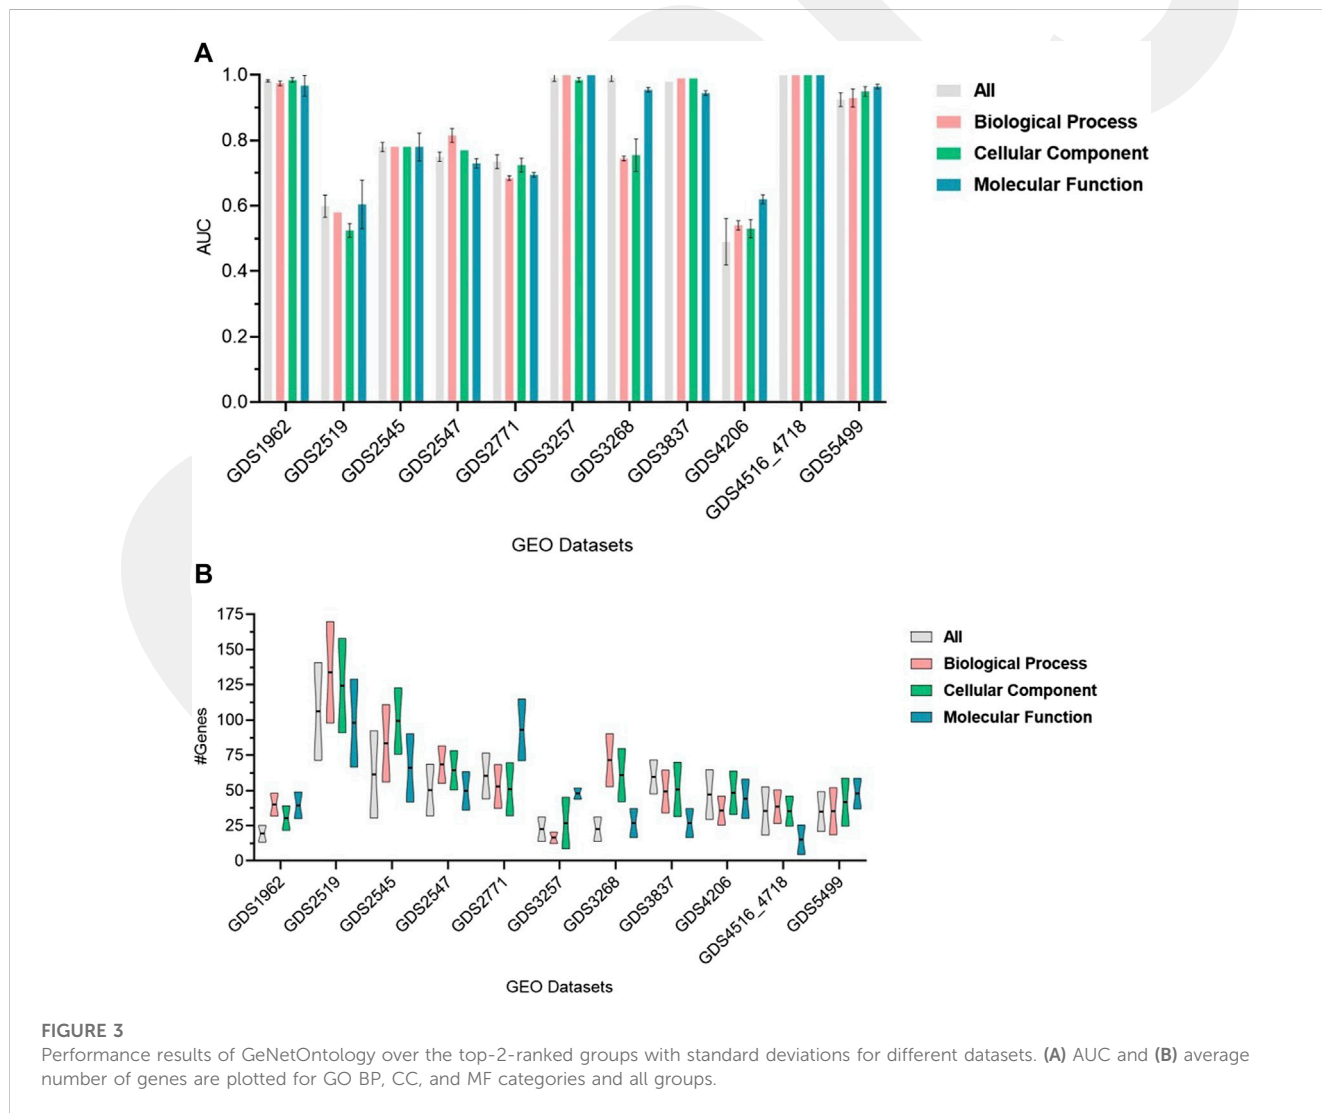 A
1.0
0.8
0.6
0.4
0.2
0.0
AUC
All
Biological Process
Cellular Component
Molecular Function
GDS1962
GDS2519
GDS2545
GDS2547
GDS2771
GDS3257
GDS3268
GDS3837
GDS4206
GDS4516_4718
GDS5499
GEO Datasets
B
175
150
125
100
75
50
25
0
#Genes
All
Biological Process
Cellular Component
Molecular Function
GDS1962
GDS2519
GDS2545
GDS2547
GDS2771
GDS3257
GDS3268
GDS3837
GDS4206
GDS4516_4718
GDS5499
GEO Datasets
FIGURE 3
Performance results of GeNetOntology over the top-2-ranked groups with standard deviations for different datasets. (A) AUC and (B) average
number of genes are plotted for GO BP, CC, and MF categories and all groups.